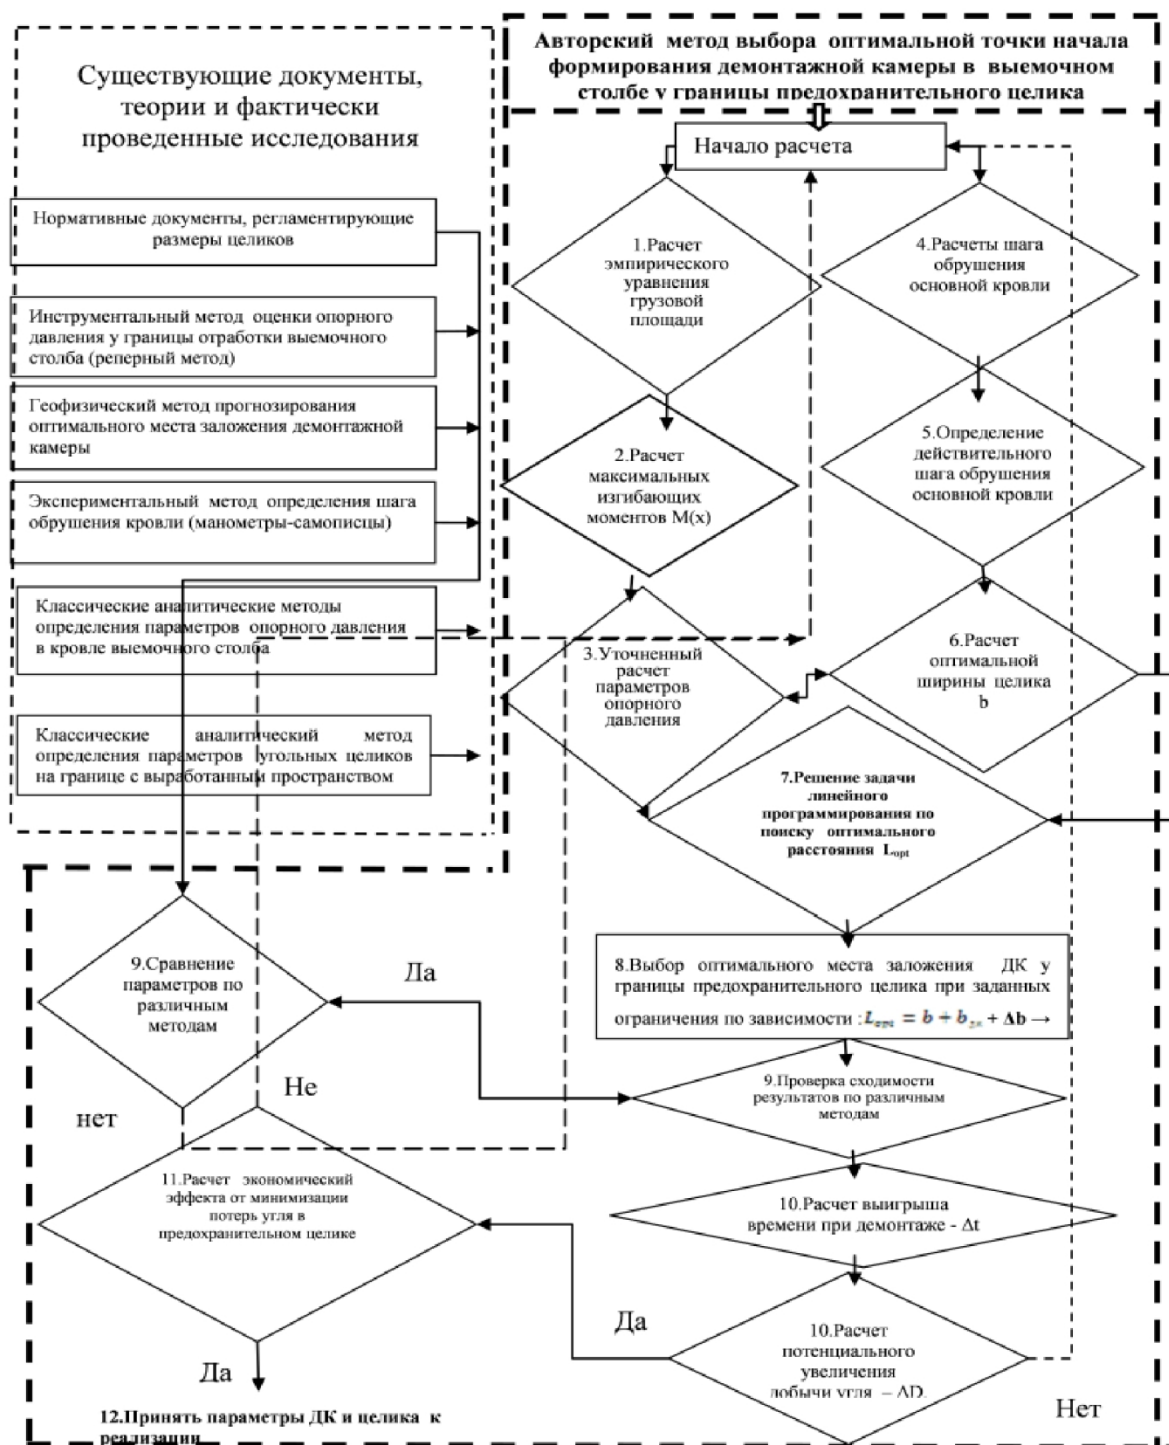 Существующие документы,
теории и фактически
проведенные исследования
Нормативные документы, регламентирующие
размеры целиков
Инструментальный метод оценки опорного
давления у границы отработки выемочного
столба (реперный метод)
Геофизический метод прогнозирования
оптимального места заложения демонтажной
камеры
Экспериментальный метод определения шага
обрушения кровли (манометры-самописцы)
Классические аналитические методы
определения параметров опорного давления
в кровле выемочного столба
Классические аналитический метод
определения параметров угольных целиков
на границе с выработанным пространством
Авторский метод выбора оптимальной точки начала
формирования демонтажной камеры в выемочном
столбе у границы предохранительного целика
Начало расчета
1.Расчет
эмпирического
уравнения
грузовой
площади
4.Расчеты шага
обрушения
основной кровли
2.Расчет
максимальных
изгибающих
моментов М(х)
5.Определение
действительного
шага обрушения
основной кровли
3.Уточненный
расчет
параметров
опорного
давления
6.Расчет
оптимальной
ширины целика
b
7.Решение задачи
линейного
программирования по
поиску оптимального
расстояния Lopt
8.Выбор оптимального места заложения ДК у
границы предохранительного целика при заданных
ограничения по зависимости : Lopt = b + bдк + Δb →
9.Сравнение
параметров по
различным
методам
Да
Не
нет
9.Проверка сходимости
результатов по различным
методам
10.Расчет выигрыша
времени при демонтаже - Δt
11.Расчет экономический
эффекта от минимизации
потерь угля в
предохранительном целике
Да
10.Расчет
потенциального
увеличения
добычи угля – ΔD.
Нет
Да
12.Принять параметры ДК и целика к
реализации